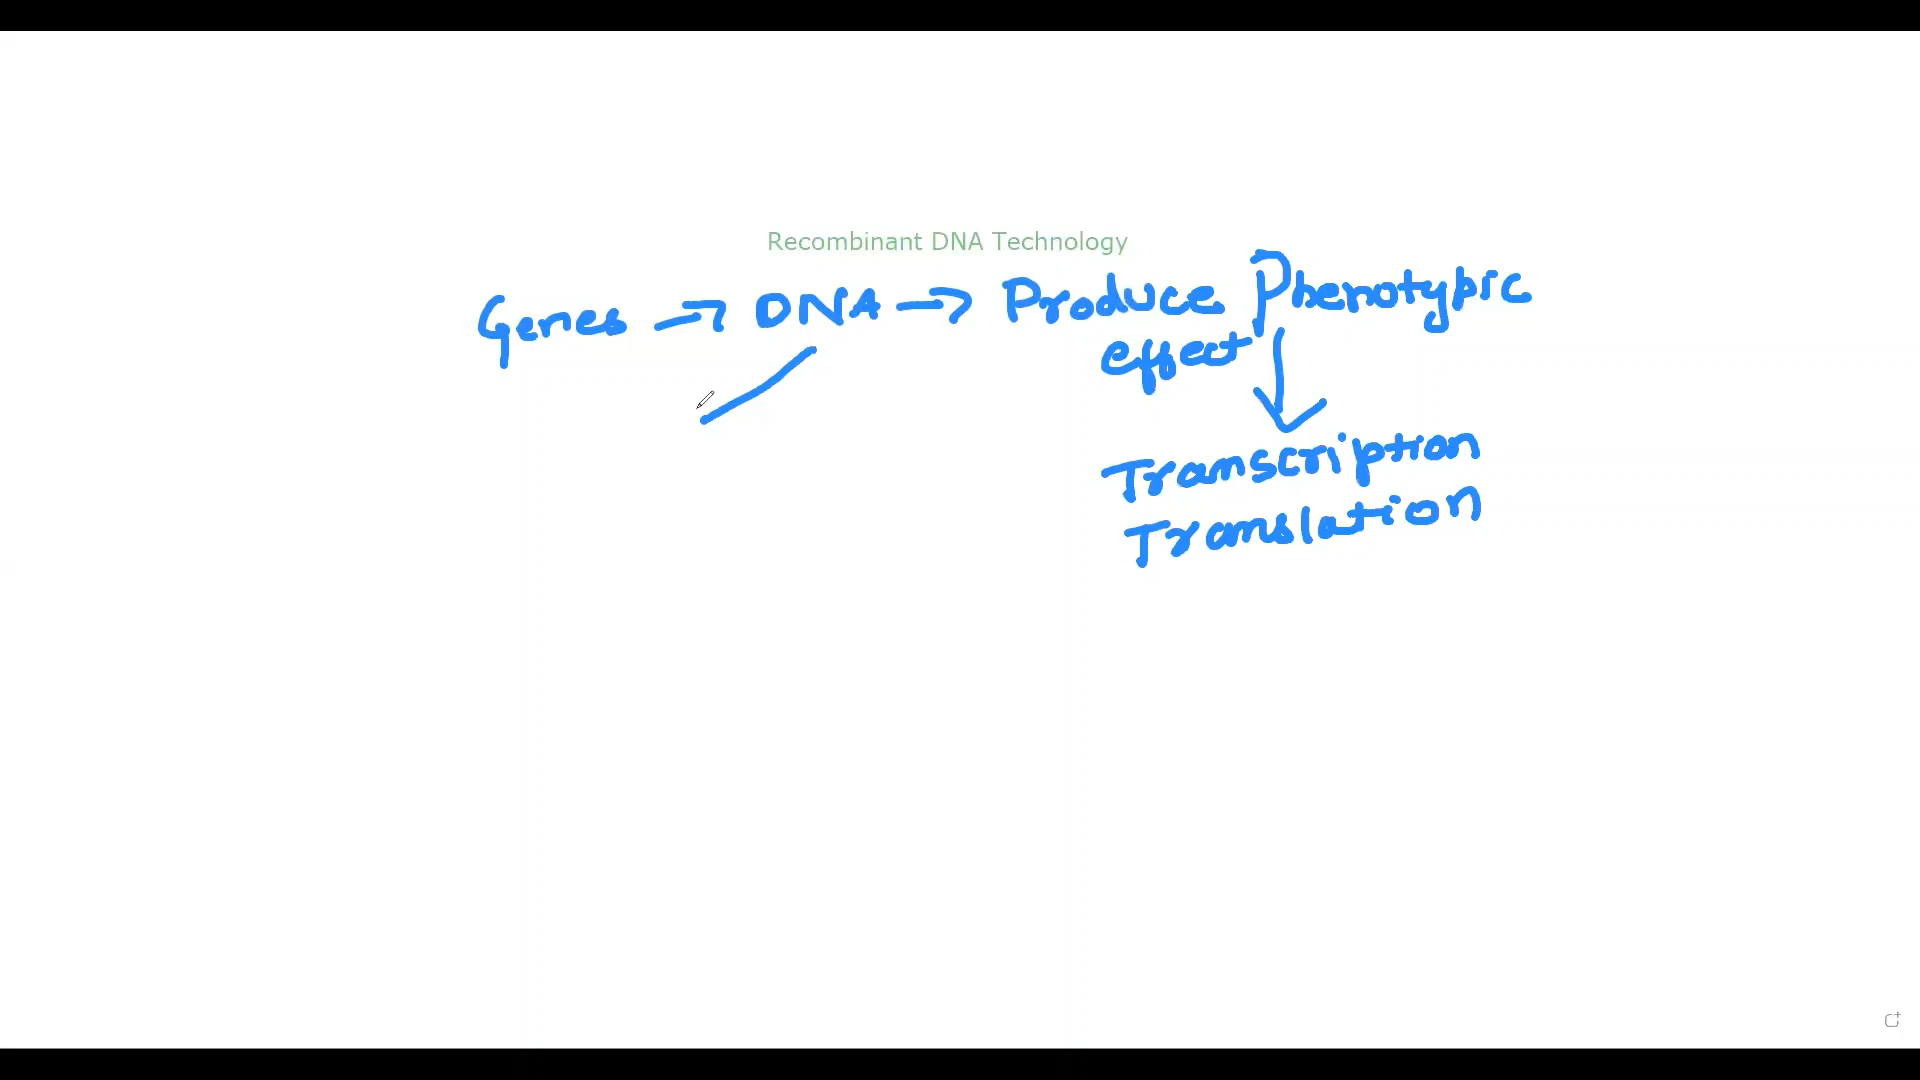 Recombinant DNA Technology
Genes → DNA → Produce Phenotypic
effect
Transcription
Translation